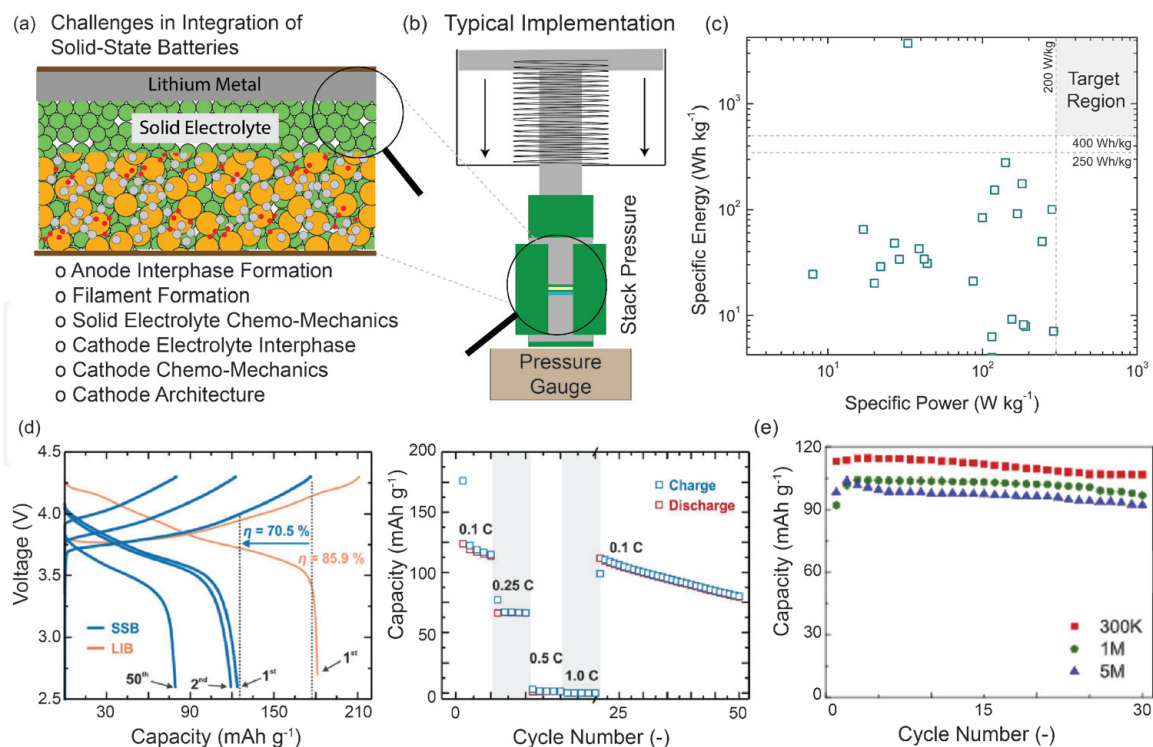 (a) Challenges in Integration of
Solid-State Batteries
Lithium Metal
Solid Electrolyte
o Anode Interphase Formation
o Filament Formation
o Solid Electrolyte Chemo-Mechanics
o Cathode Electrolyte Interphase
o Cathode Chemo-Mechanics
o Cathode Architecture
(b) Typical Implementation
Stack Pressure
Pressure
Gauge
(c)
Specific Energy (Wh kg⁻¹)
10³
10²
10¹
200 W/kg
Target
Region
400 Wh/kg
250 Wh/kg
10¹ 10² 10³
Specific Power (W kg⁻¹)
(d)
Voltage (V)
4.5
4.0
3.5
3.0
2.5
η = 70.5 %
η = 85.9 %
SSB
LIB
50th 2nd 1st 1st
30 90 150 210
Capacity (mAh g⁻¹)
Capacity (mAh g⁻¹)
200
150
100
50
0
Charge
Discharge
0.1 C
0.25 C
0.5 C
1.0 C
0.1 C
0 25 50
Cycle Number (-)
(e)
Capacity (mAh g⁻¹)
120
90
60
30
0
300K
1M
5M
0 10 20 30
Cycle Number (-)